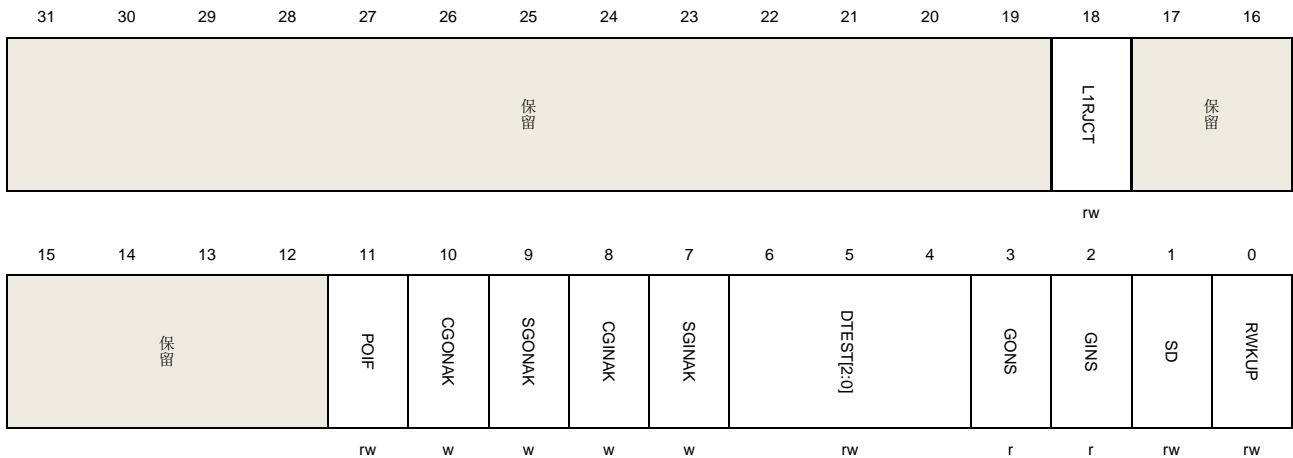 31 30 29 28 27 26 25 24 23 22 21 20 19 18 17 16
保留 L1RJCT 保留
rw
15 14 13 12 11 10 9 8 7 6 5 4 3 2 1 0
保留 POIF CGONAK SGONAK CGINAK SGINAK DTEST[2:0] GONS GINS SD RWKUP
rw w w w w rw r r rw rw